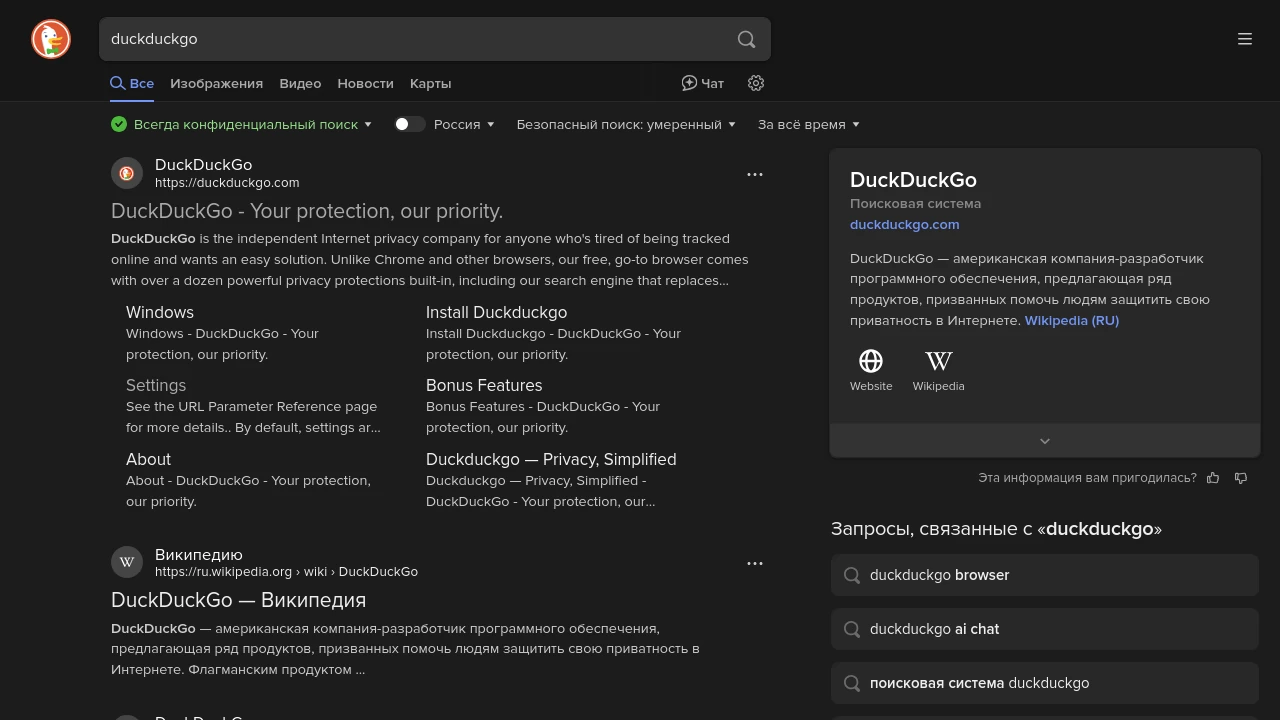 duckduckgo
Все Изображения Видео Новости Карты Чат
Всегда конфиденциальный поиск Россия Безопасный поиск: умеренный За всё время
DuckDuckGo
https://duckduckgo.com
DuckDuckGo - Your protection, our priority.
DuckDuckGo is the independent Internet privacy company for anyone who's tired of being tracked
online and wants an easy solution. Unlike Chrome and other browsers, our free, go-to browser comes
with over a dozen powerful privacy protections built-in, including our search engine that replaces...
Windows
Windows - DuckDuckGo - Your
protection, our priority.
Install Duckduckgo
Install Duckduckgo - DuckDuckGo - Your
protection, our priority.
Settings
See the URL Parameter Reference page
for more details.. By default, settings ar...
Bonus Features
Bonus Features - DuckDuckGo - Your
protection, our priority.
About
About - DuckDuckGo - Your protection,
our priority.
Duckduckgo — Privacy, Simplified
Duckduckgo — Privacy, Simplified -
DuckDuckGo - Your protection, our...
W
Википедию
https://ru.wikipedia.org › wiki › DuckDuckGo
DuckDuckGo — Википедия
DuckDuckGo — американская компания-разработчик программного обеспечения,
предлагающая ряд продуктов, призванных помочь людям защитить свою приватность в
Интернете. Флагманским продуктом ...
DuckDuckGo
Поисковая система
duckduckgo.com
DuckDuckGo — американская компания-разработчик
программного обеспечения, предлагающая ряд
продуктов, призванных помочь людям защитить свою
приватность в Интернете. Wikipedia (RU)
W
Website Wikipedia
Эта информация вам пригодилась?
Запросы, связанные с «duckduckgo»
duckduckgo browser
duckduckgo ai chat
поисковая система duckduckgo